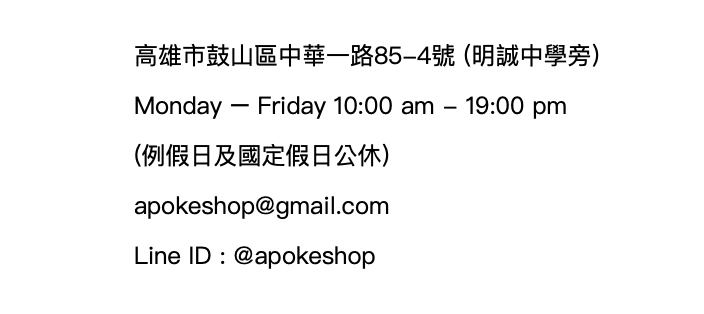 高雄市鼓山區中華一路85-4號 (明誠中學旁)
Monday － Friday 10:00 am - 19:00 pm
(例假日及國定假日公休)
apokeshop@gmail.com
Line ID : @apokeshop